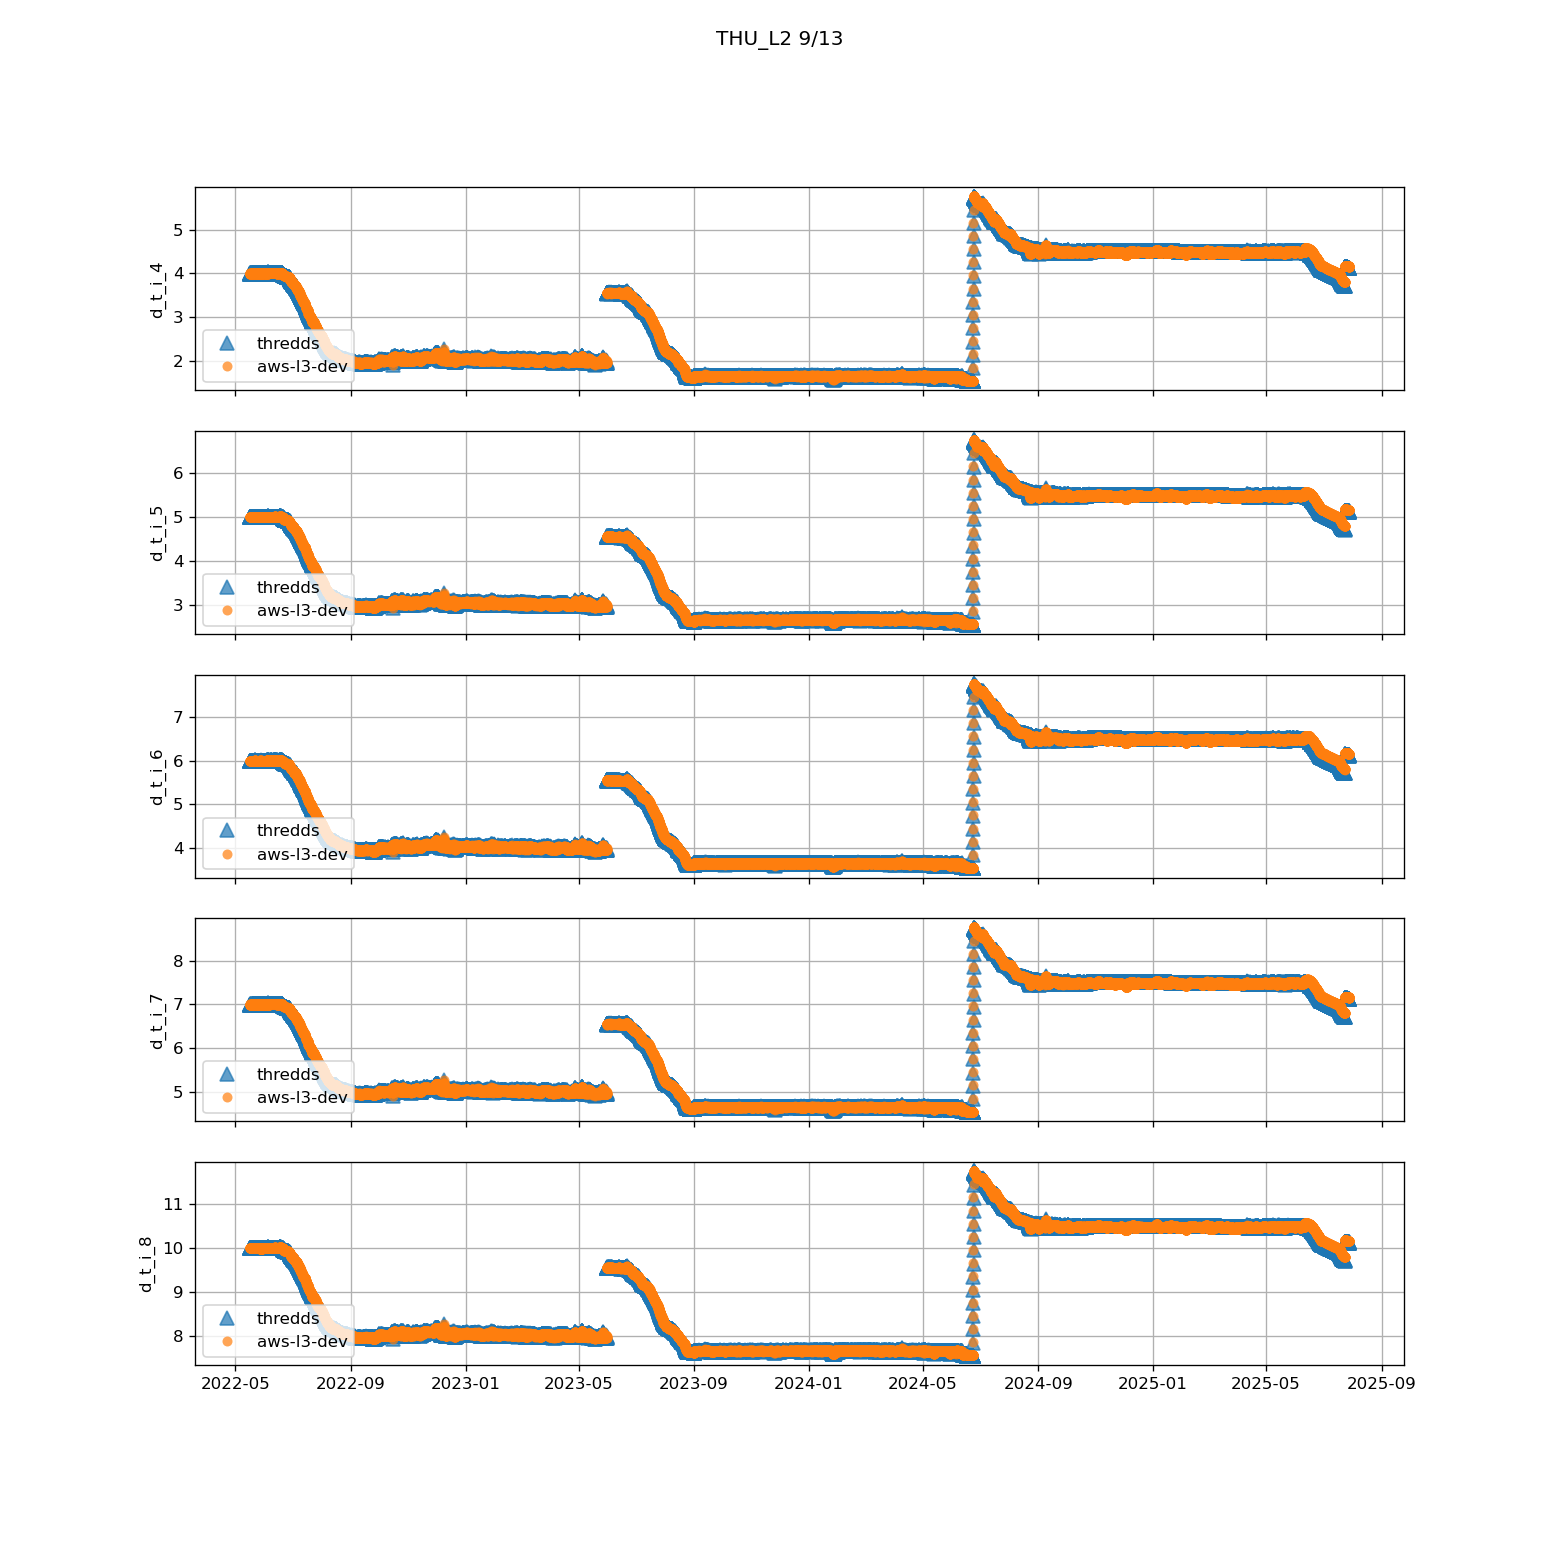 THU_L2 9/13
5
4
3
2
d_t_i_4
thredds
aws-l3-dev
6
5
4
3
d_t_i_5
thredds
aws-l3-dev
7
6
5
4
d_t_i_6
thredds
aws-l3-dev
8
7
6
5
d_t_i_7
thredds
aws-l3-dev
11
10
9
8
d_t_i_8
thredds
aws-l3-dev
2022-05 2022-09 2023-01 2023-05 2023-09 2024-01 2024-05 2024-09 2025-01 2025-05 2025-09